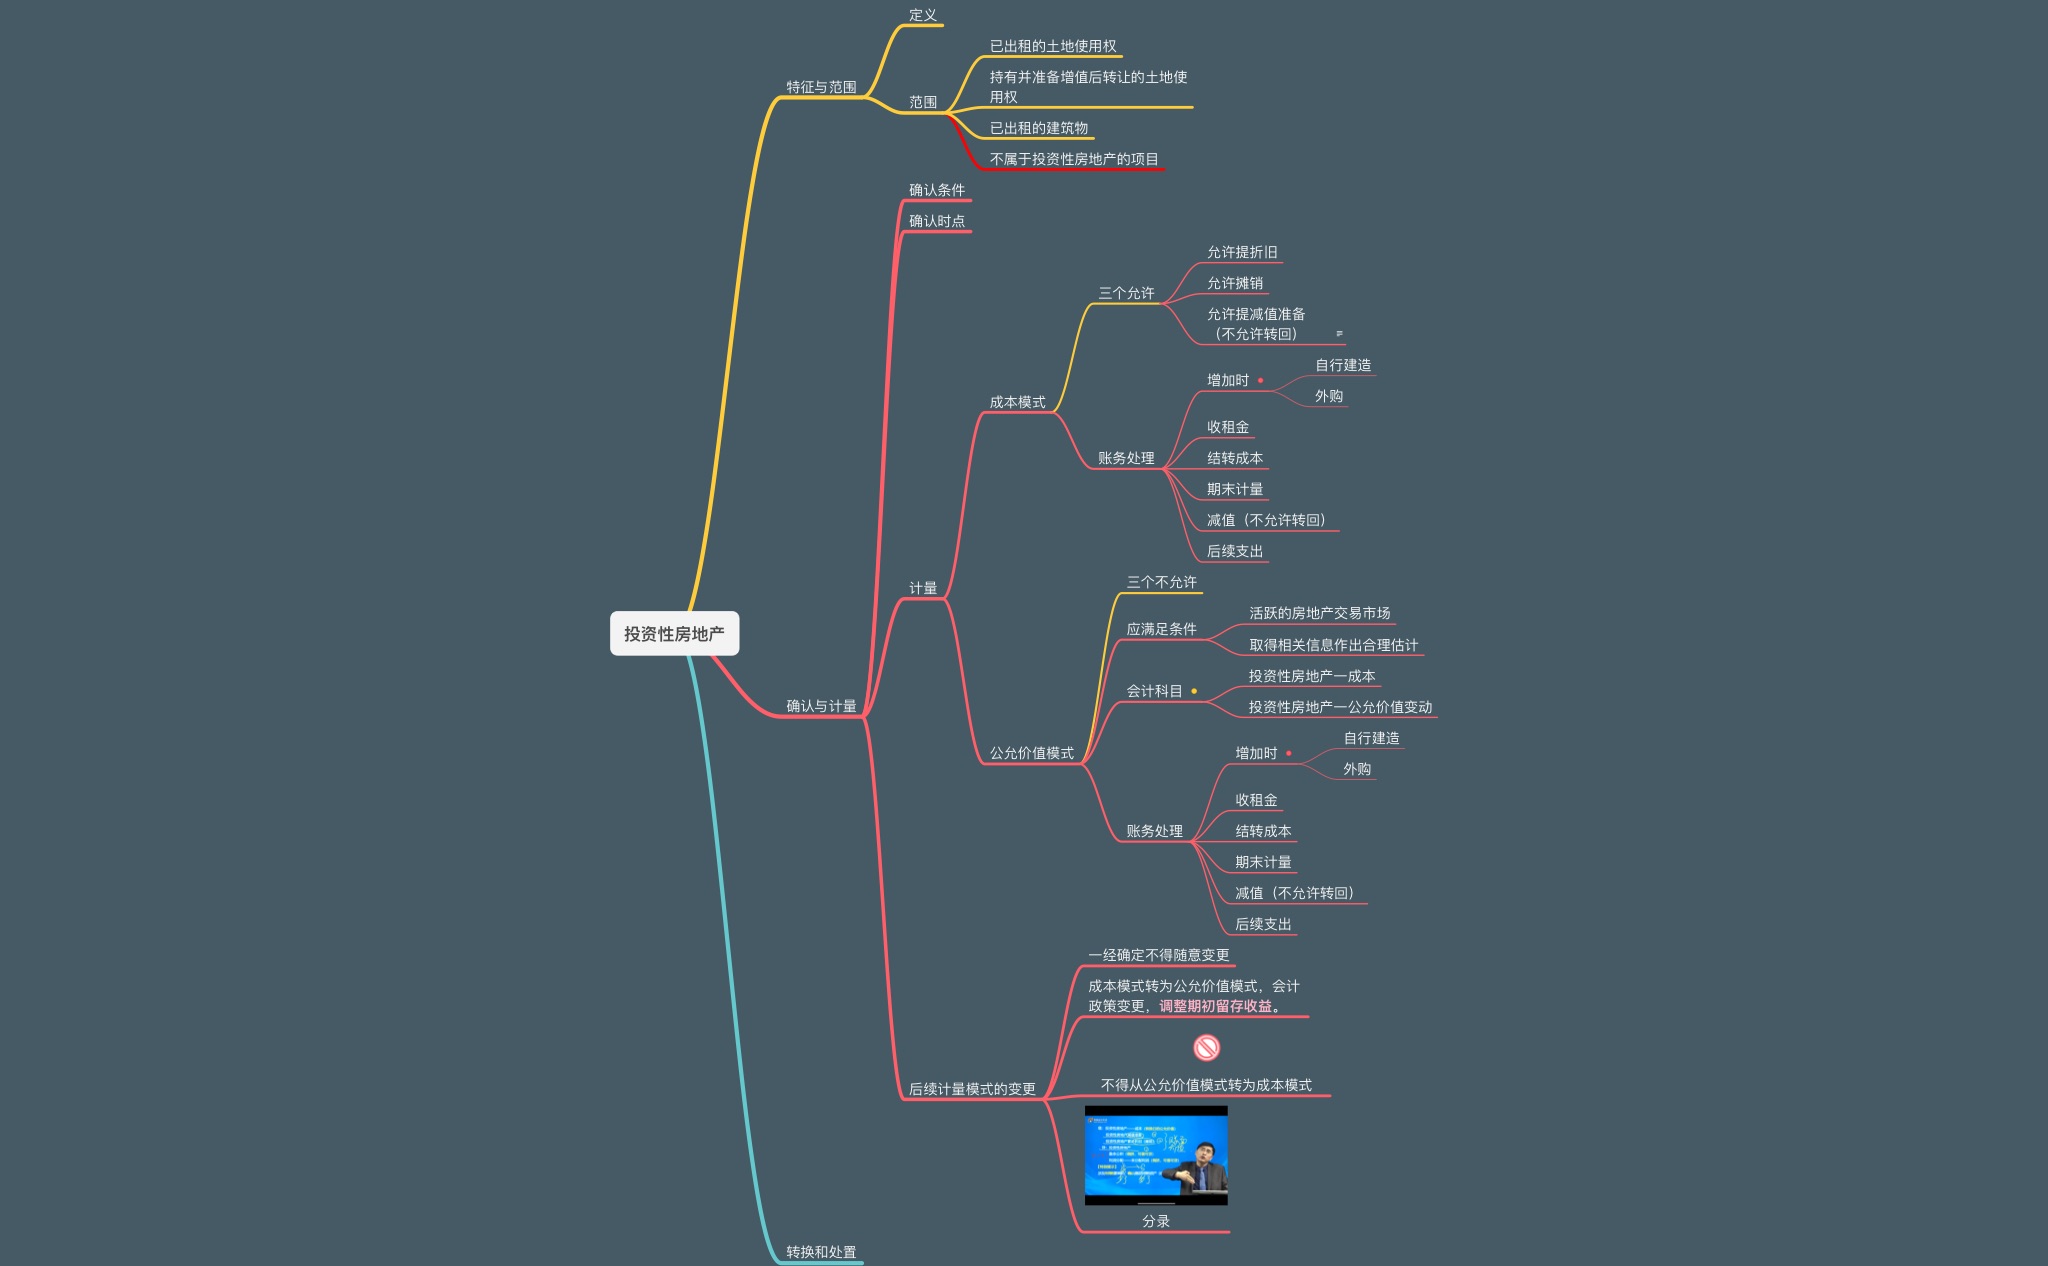 定义
已出租的土地使用权
持有并准备增值后转让的土地使
用权
特征与范围
范围
已出租的建筑物
不属于投资性房地产的项目
确认条件
确认时点
允许提折旧
允许摊销
三个允许
允许提减值准备
（不允许转回）
自行建造
增加时
外购
成本模式
收租金
账务处理
结转成本
期末计量
减值（不允许转回）
后续支出
计量
三个不允许
活跃的房地产交易市场
应满足条件
取得相关信息作出合理估计
投资性房地产
投资性房地产一成本
会计科目
投资性房地产一公允价值变动
确认与计量
自行建造
公允价值模式
增加时
外购
收租金
账务处理
结转成本
期末计量
减值（不允许转回）
后续支出
一经确定不得随意变更
成本模式转为公允价值模式，会计
政策变更，调整期初留存收益。
不得从公允价值模式转为成本模式
后续计量模式的变更
分录
转换和处置